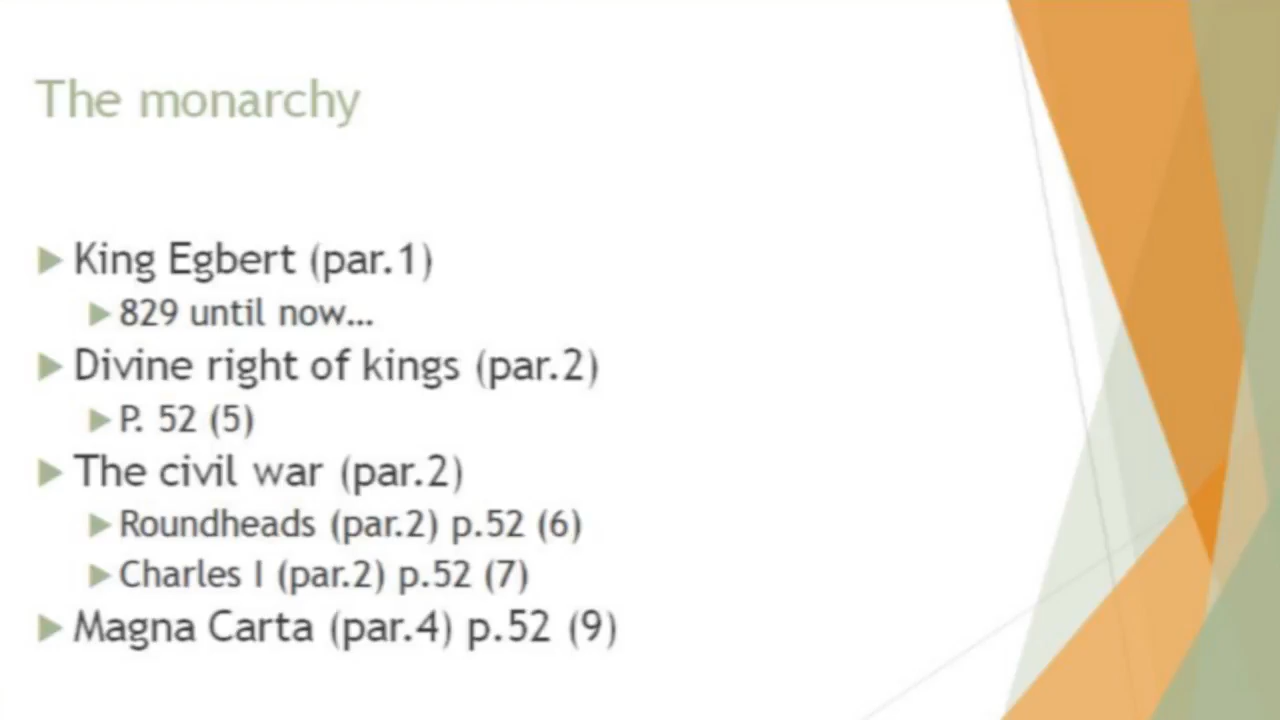 The monarchy
King Egbert (par.1)
829 until now...
Divine right of kings (par.2)
P. 52 (5)
The civil war (par.2)
Roundheads (par.2) p.52 (6)
Charles I (par.2) p.52 (7)
Magna Carta (par.4) p.52 (9)